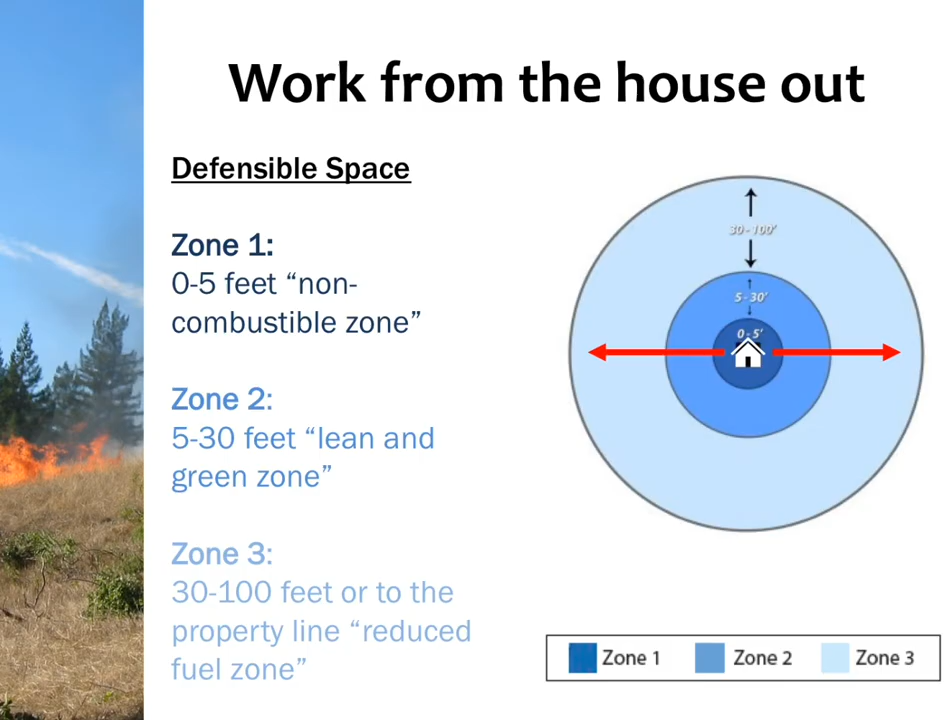 Work from the house out
Defensible Space
Zone 1:
0-5 feet “non-
combustible zone”
Zone 2:
5-30 feet “lean and
green zone”
Zone 3:
30-100 feet or to the
property line “reduced
fuel zone”
30 - 100'
5 - 30'
0 - 5'
Zone 1
Zone 2
Zone 3